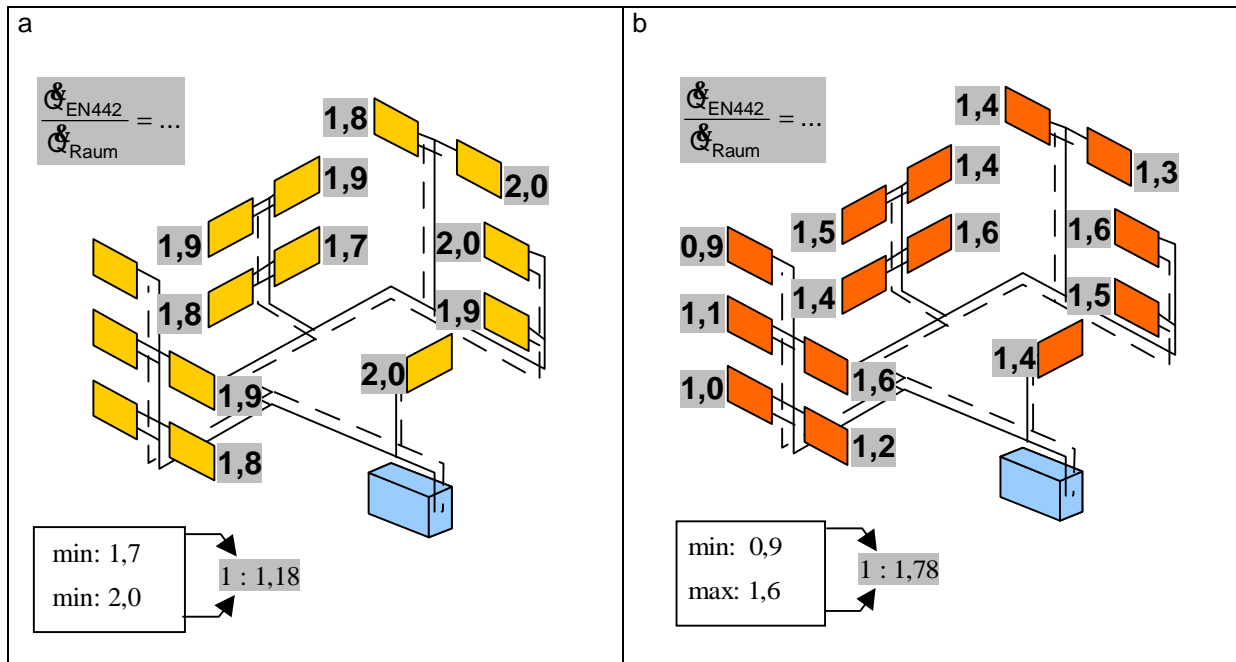 a
Q̇EN442
Q̇Raum
= ...
1,8
2,0
1,9
1,9
1,7
2,0
1,8
1,9
2,0
1,9
1,8
min: 1,7
min: 2,0
1 : 1,18
b
Q̇EN442
Q̇Raum
= ...
1,4
1,3
1,4
1,5
1,6
1,6
0,9
1,4
1,5
1,1
1,4
1,6
1,0
1,2
min: 0,9
max: 1,6
1 : 1,78